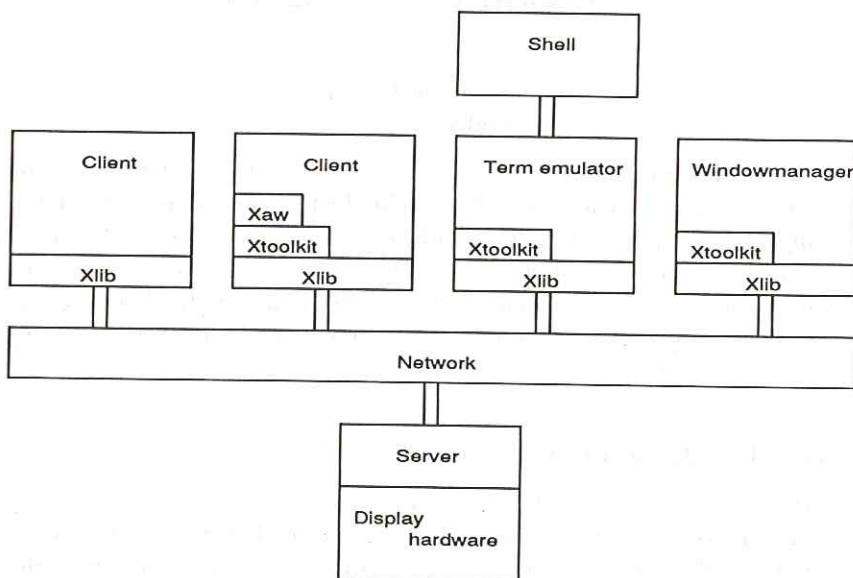 Shell
Client
Client
Term emulator
Windowmanager
Xaw
Xtoolkit
Xtoolkit
Xtoolkit
Xlib
Xlib
Xlib
Xlib
Network
Server
Display
hardware